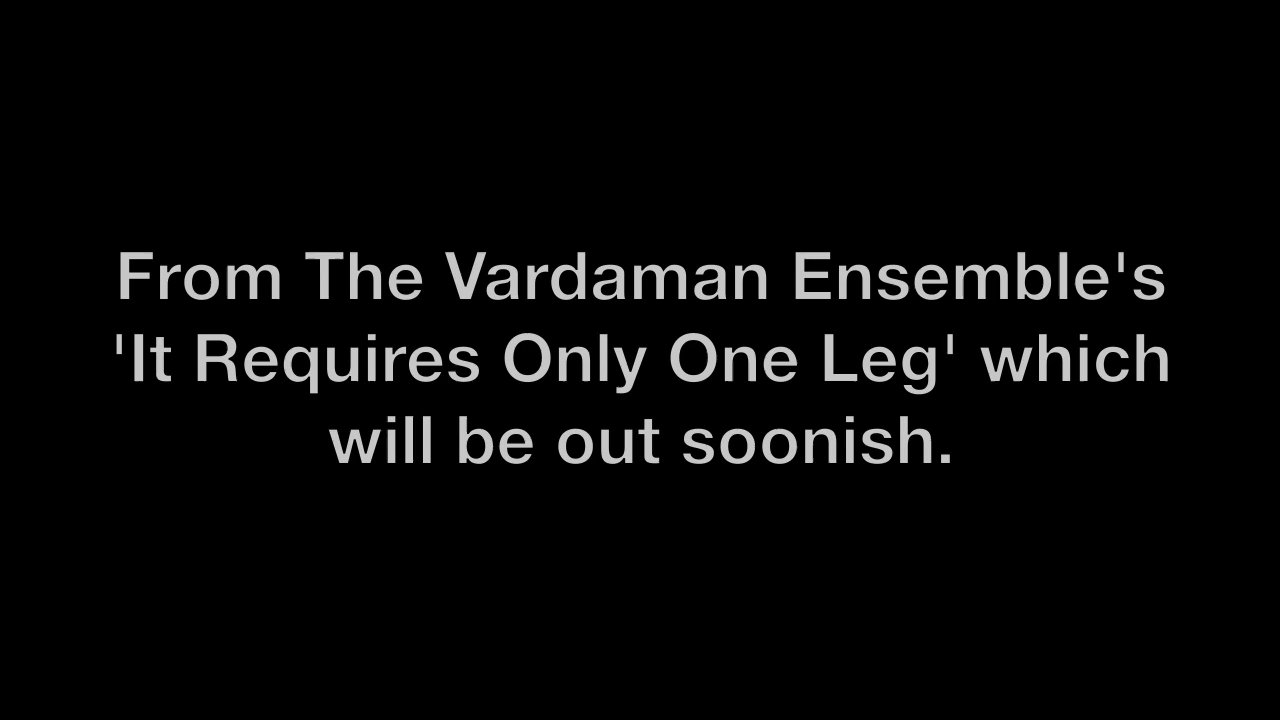 From The Vardaman Ensemble's
'It Requires Only One Leg' which
will be out soonish.